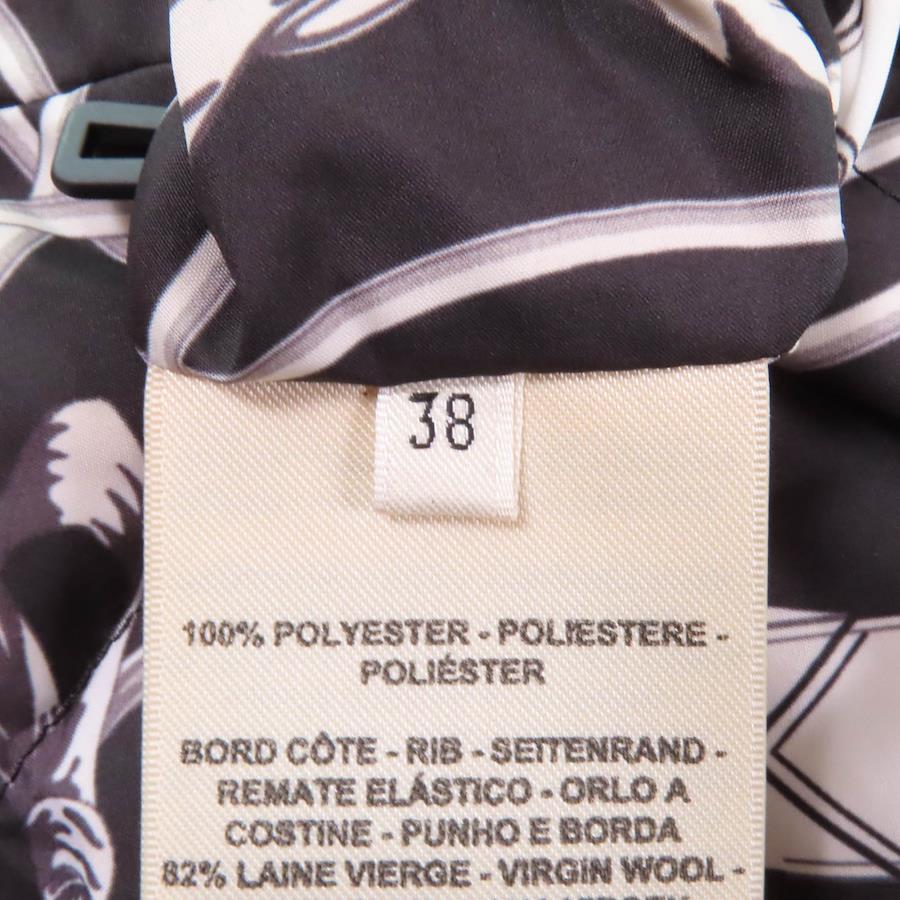 38
100% POLYESTER - POLIESTERE -
POLIÉSTER
BORD CÔTE - RIB - SEITENRAND -
REMATE ELÁSTICO - ORLO A
COSTINE - PUNHO E BORDA
82% LAINE VIERGE - VIRGIN WOOL -